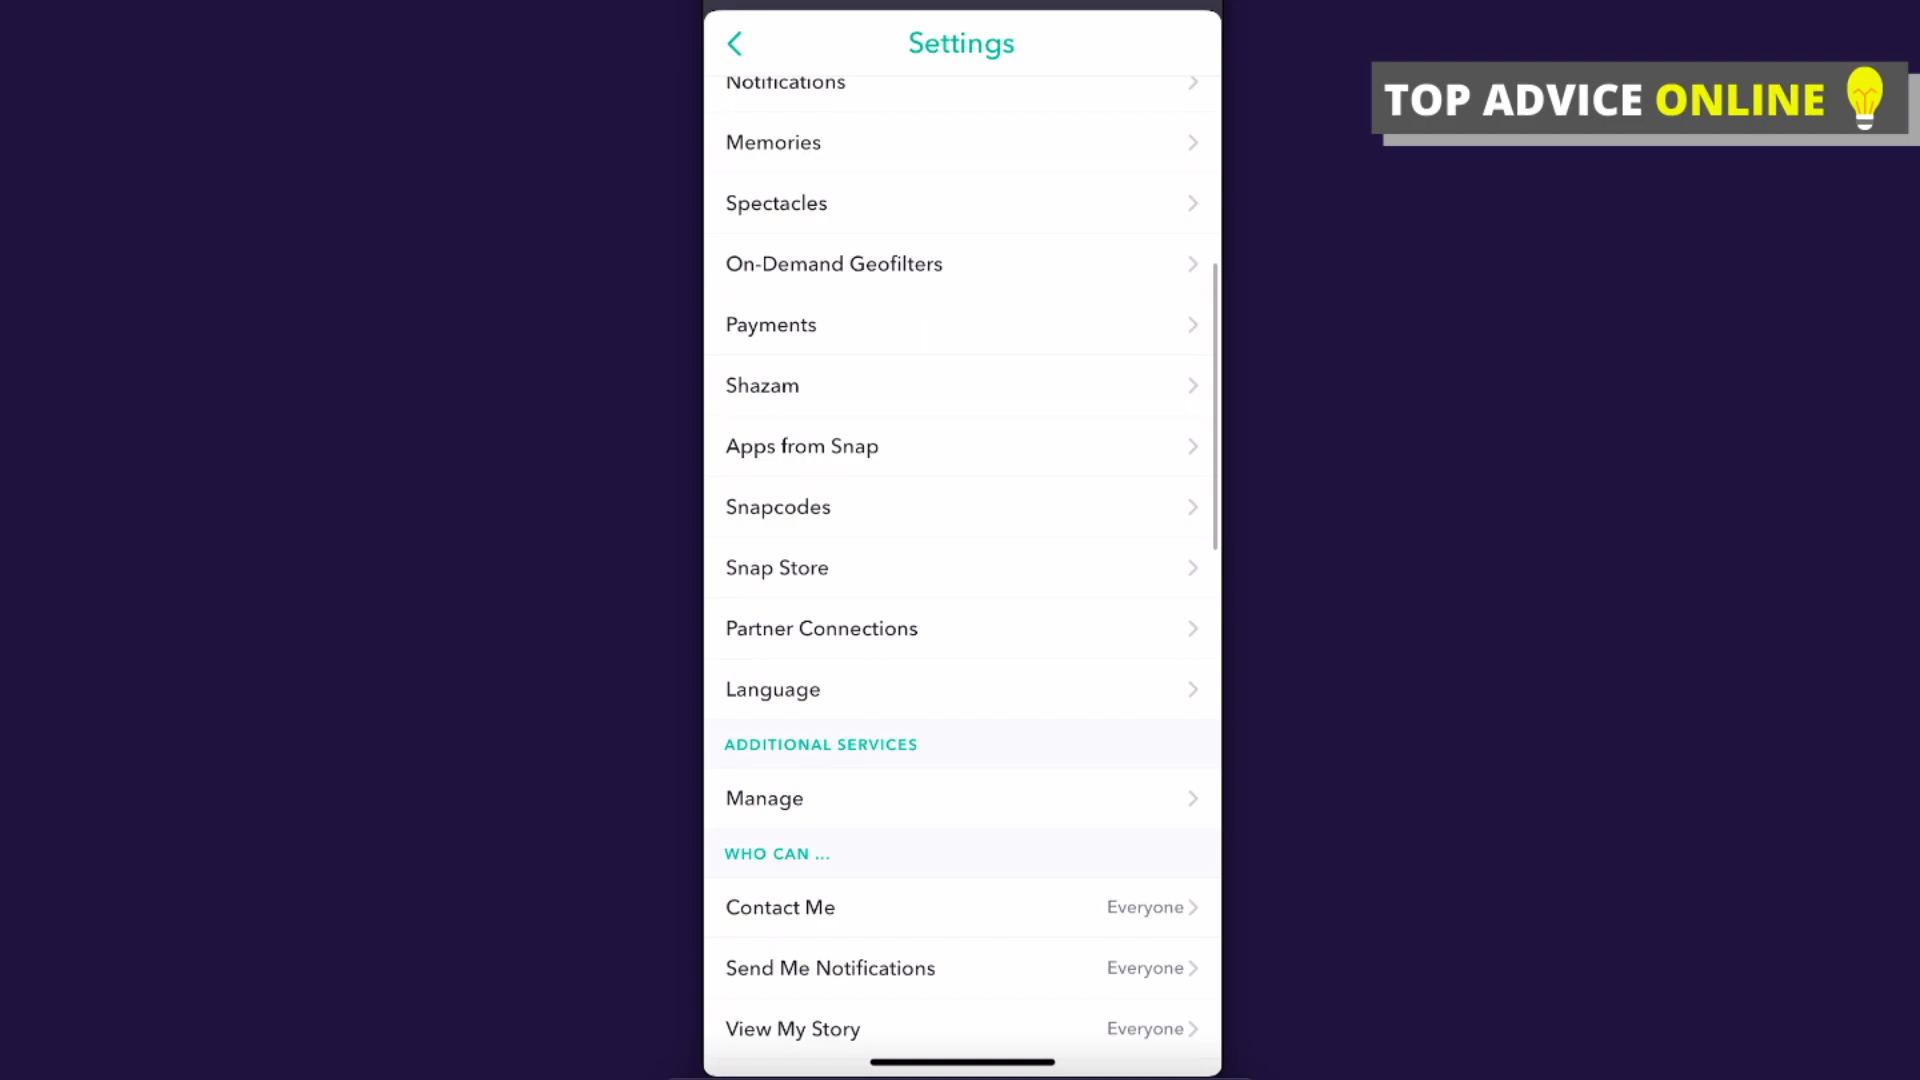 Settings
TOP ADVICE ONLINE
Notifications
Memories
Spectacles
On-Demand Geofilters
Payments
Shazam
Apps from Snap
Snapcodes
Snap Store
Partner Connections
Language
ADDITIONAL SERVICES
Manage
WHO CAN ...
Contact Me Everyone
Send Me Notifications Everyone
View My Story Everyone